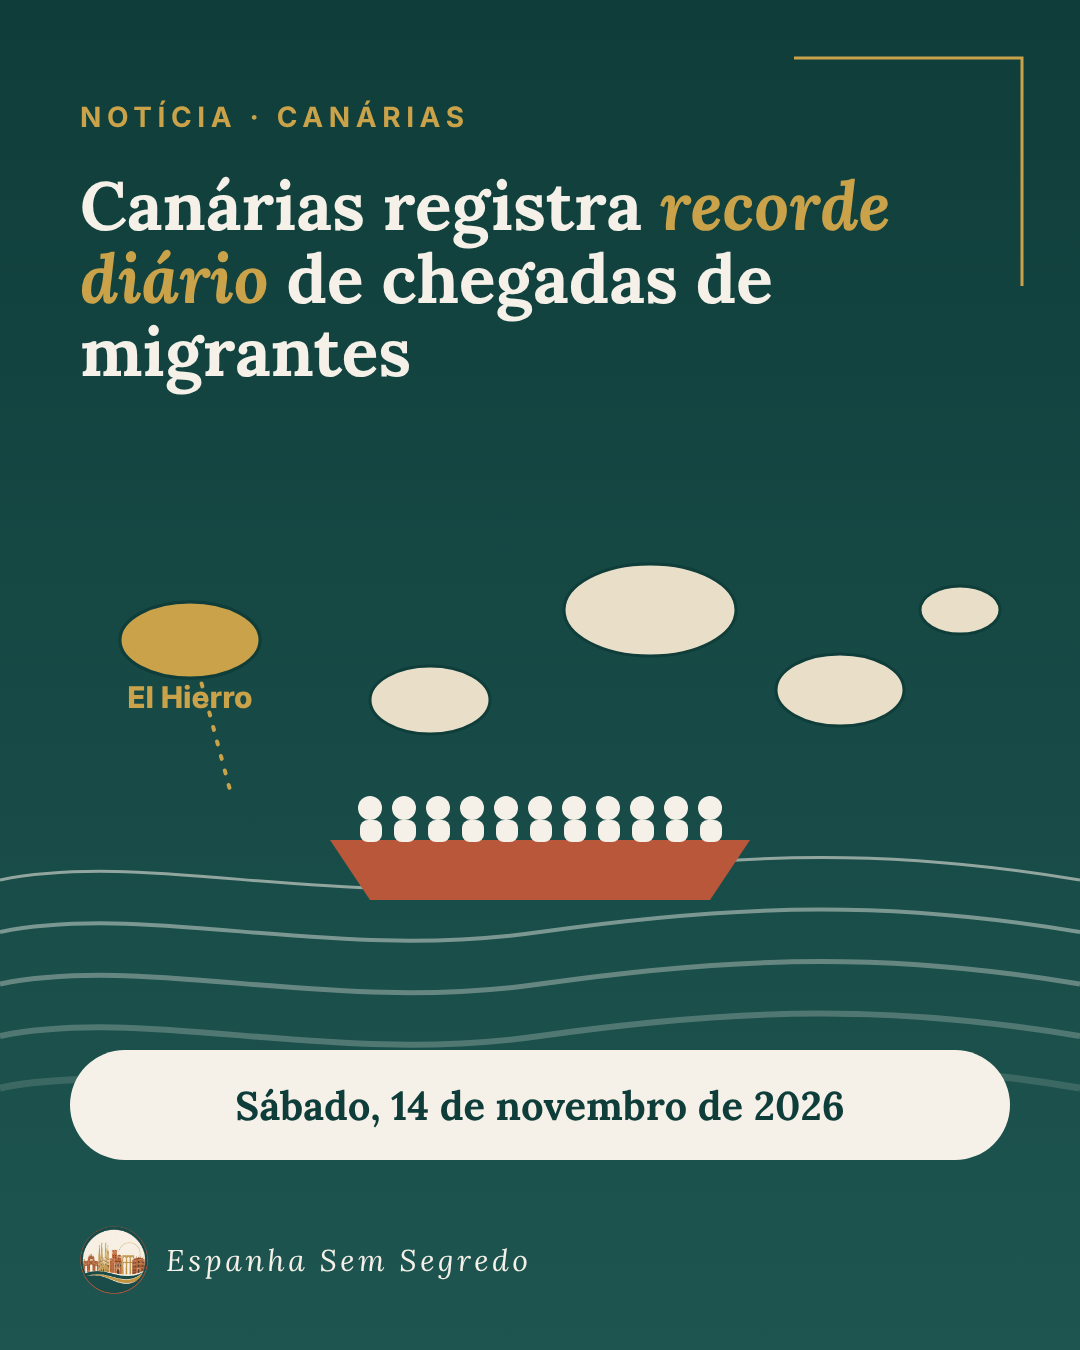 NOTÍCIA · CANÁRIAS
Canárias registra recorde
diário de chegadas de
migrantes
El Hierro
Sábado, 14 de novembro de 2026
Espanha Sem Segredo